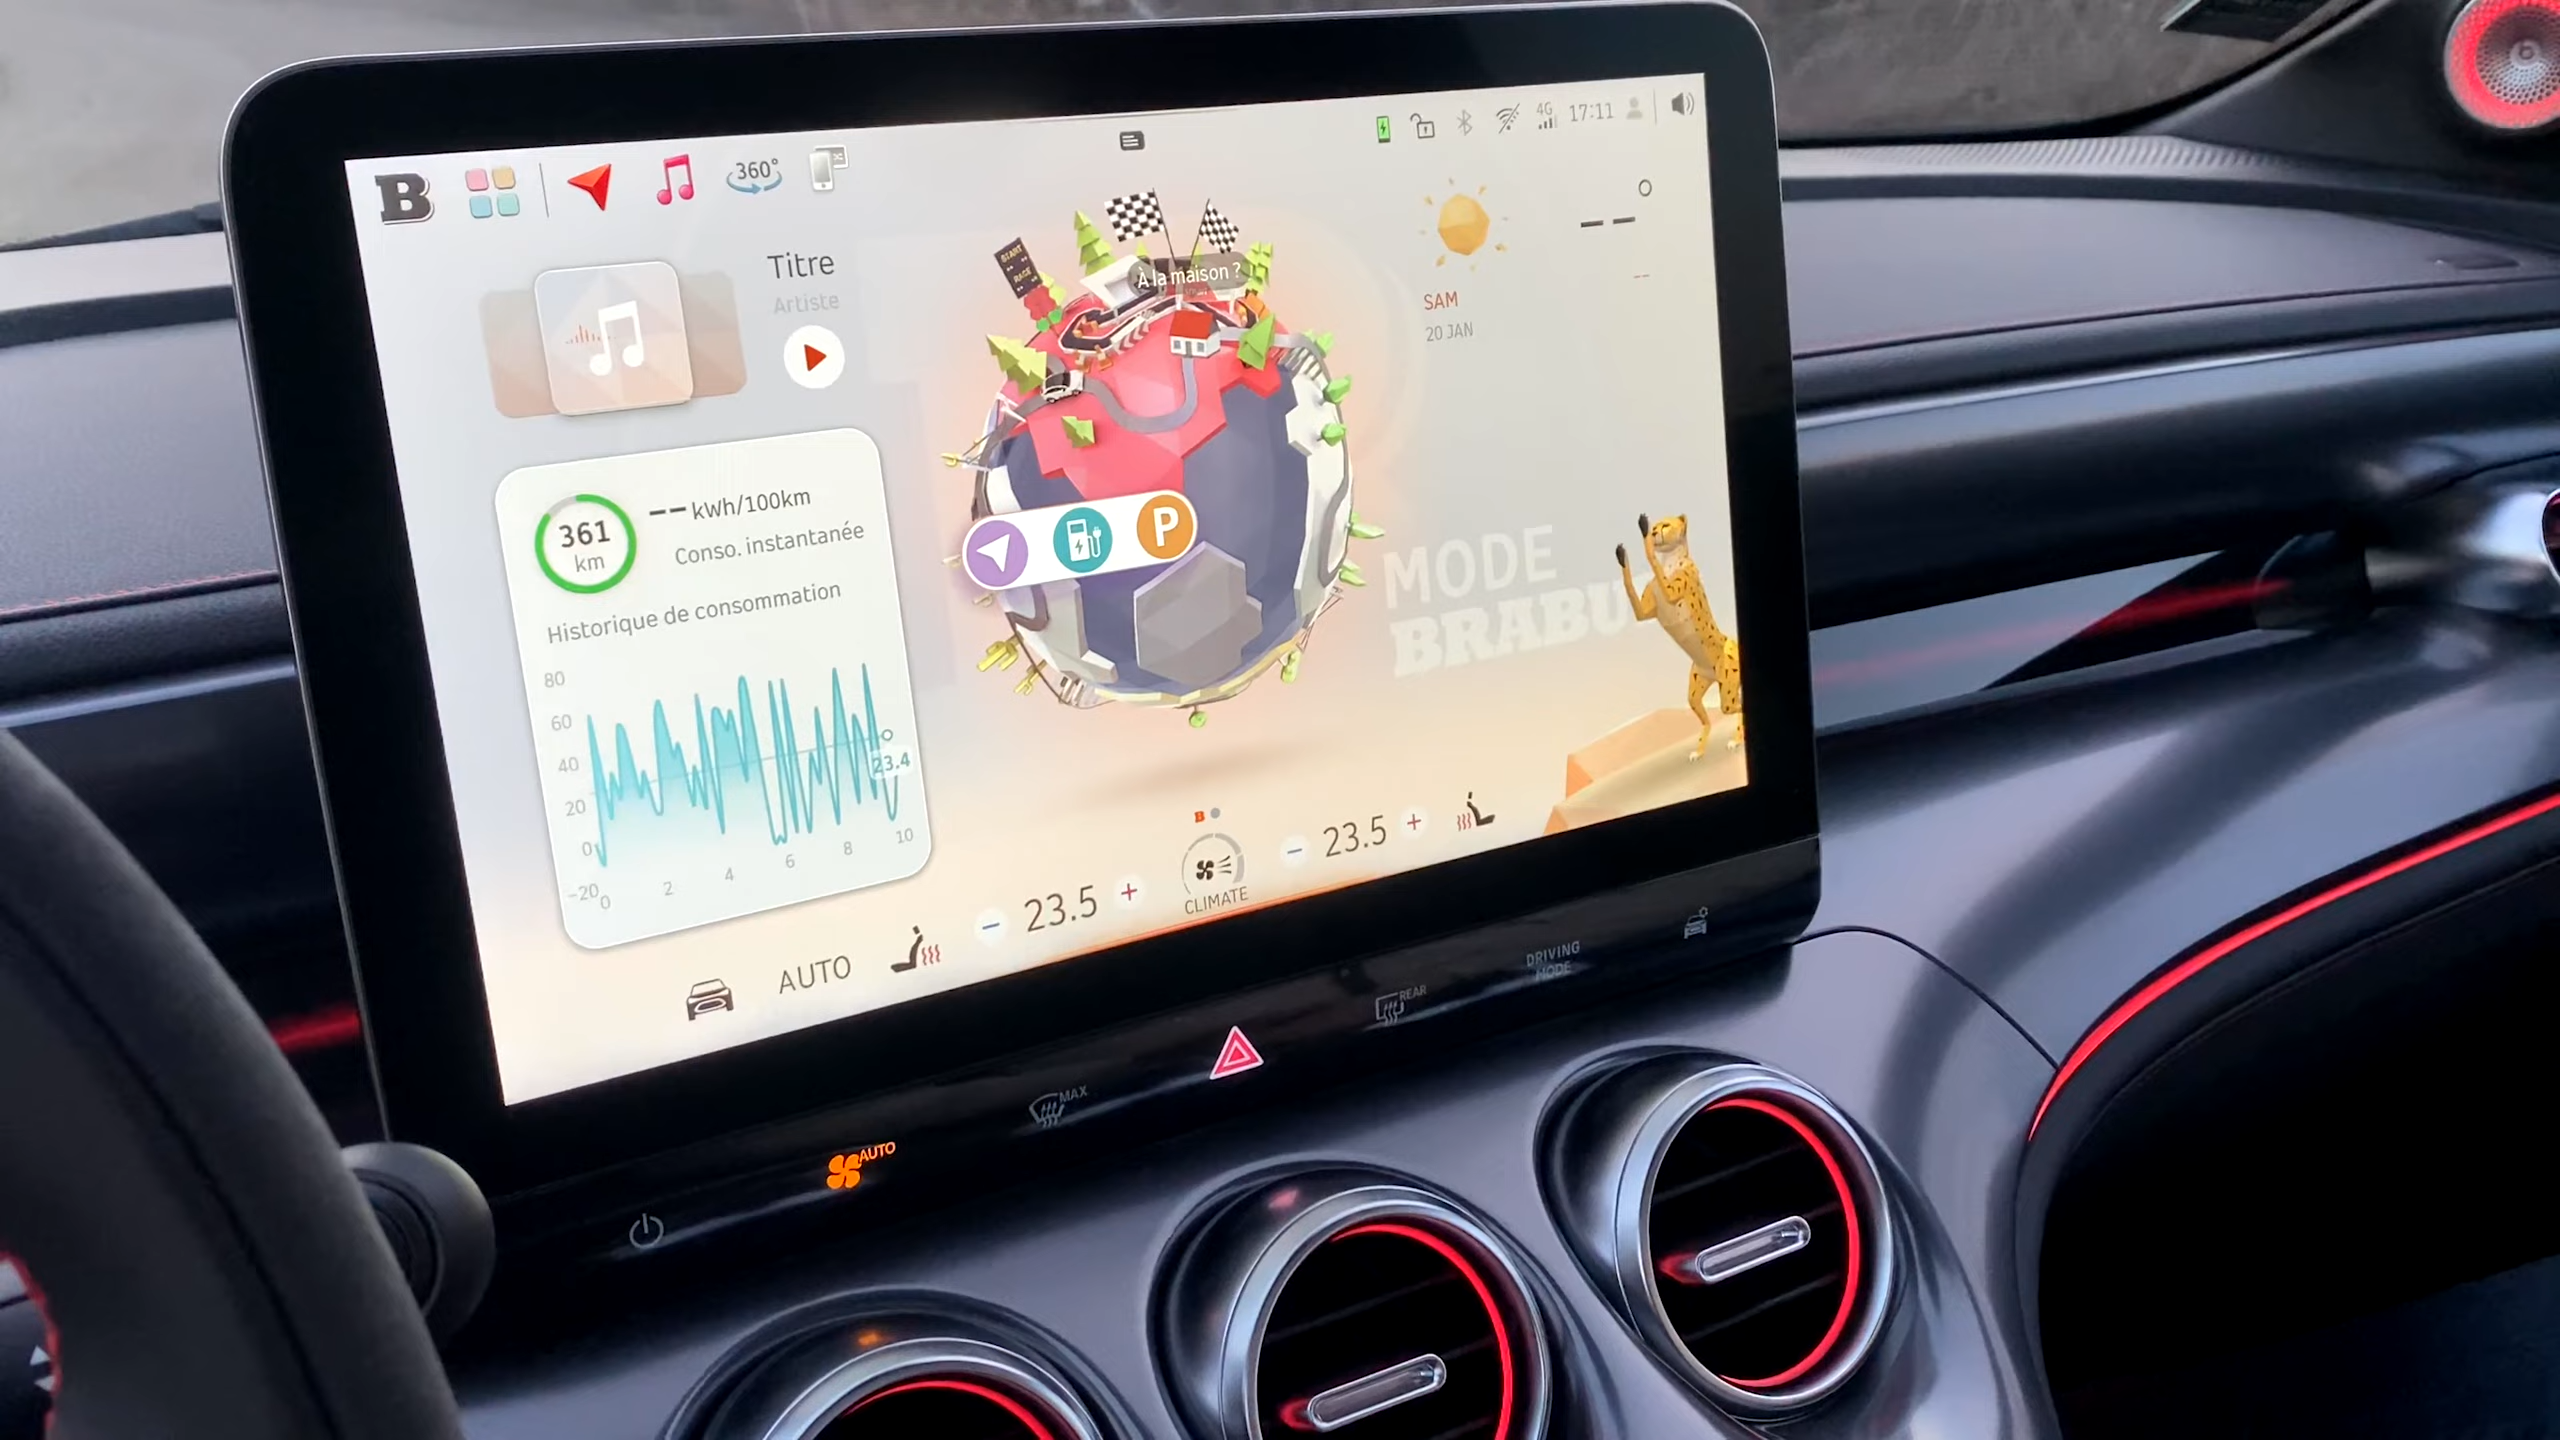 B
360°
4G
17:11
Titre
Artiste
START
RACE
À la maison ?
SAM
20 JAN
-- °
--
361
km
-- kWh/100km
Conso. instantanée
Historique de consommation
80
60
40
20
0
-20
0
2
4
6
8
10
23.4
P
MODE
BRABU
B
AUTO
- 23.5 +
CLIMATE
- 23.5 +
AUTO
MAX
REAR
DRIVING
MODE
b